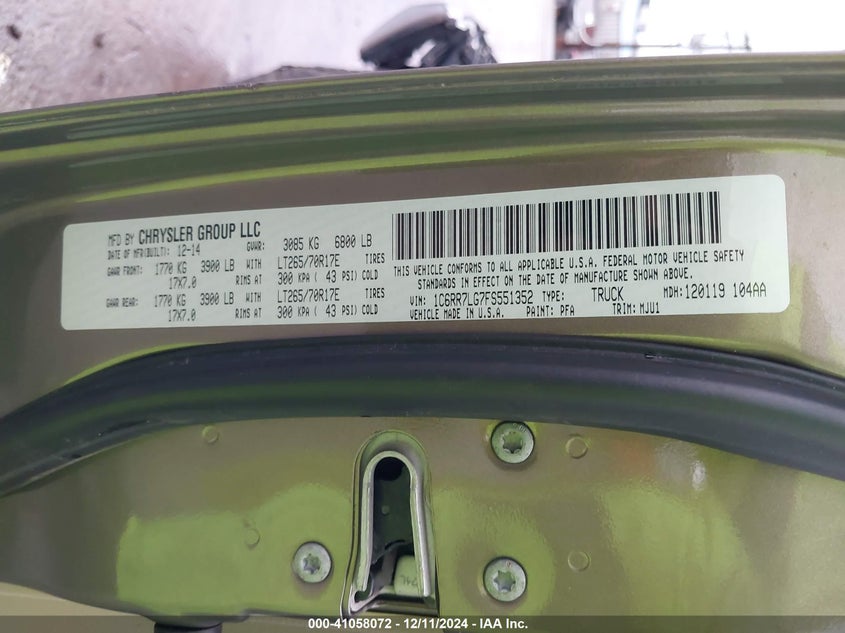 MFD BY CHRYSLER GROUP LLC
DATE OF MFR(BUILT): 12-14 GVWR: 3085 KG 6800 LB
GAWR FRONT: 1770 KG 3900 LB WITH LT265/70R17E TIRES
17X7.0 RIMS AT 300 KPA ( 43 PSI) COLD
GAWR REAR: 1770 KG 3900 LB WITH LT265/70R17E TIRES
17X7.0 RIMS AT 300 KPA ( 43 PSI) COLD
THIS VEHICLE CONFORMS TO ALL APPLICABLE U.S.A. FEDERAL MOTOR VEHICLE SAFETY
STANDARDS IN EFFECT ON THE DATE OF MANUFACTURE SHOWN ABOVE.
VIN: 1C6RR7LG7FS551352 TYPE: TRUCK MDH: 120119 104AA
VEHICLE MADE IN U.S.A. PAINT: PFA TRIM: MJU1
000-41058072 - 12/11/2024 - IAA Inc.